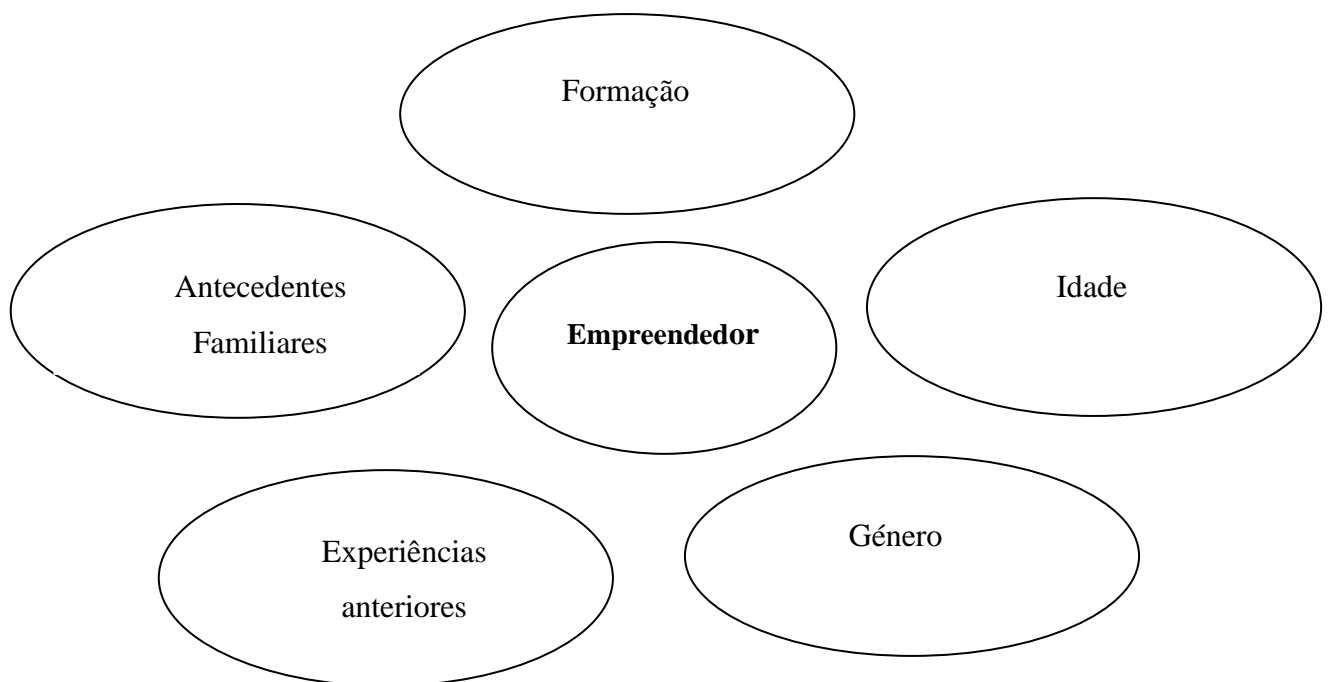 Formação
Antecedentes
Familiares
Empreendedor
Idade
Experiências
anteriores
Género